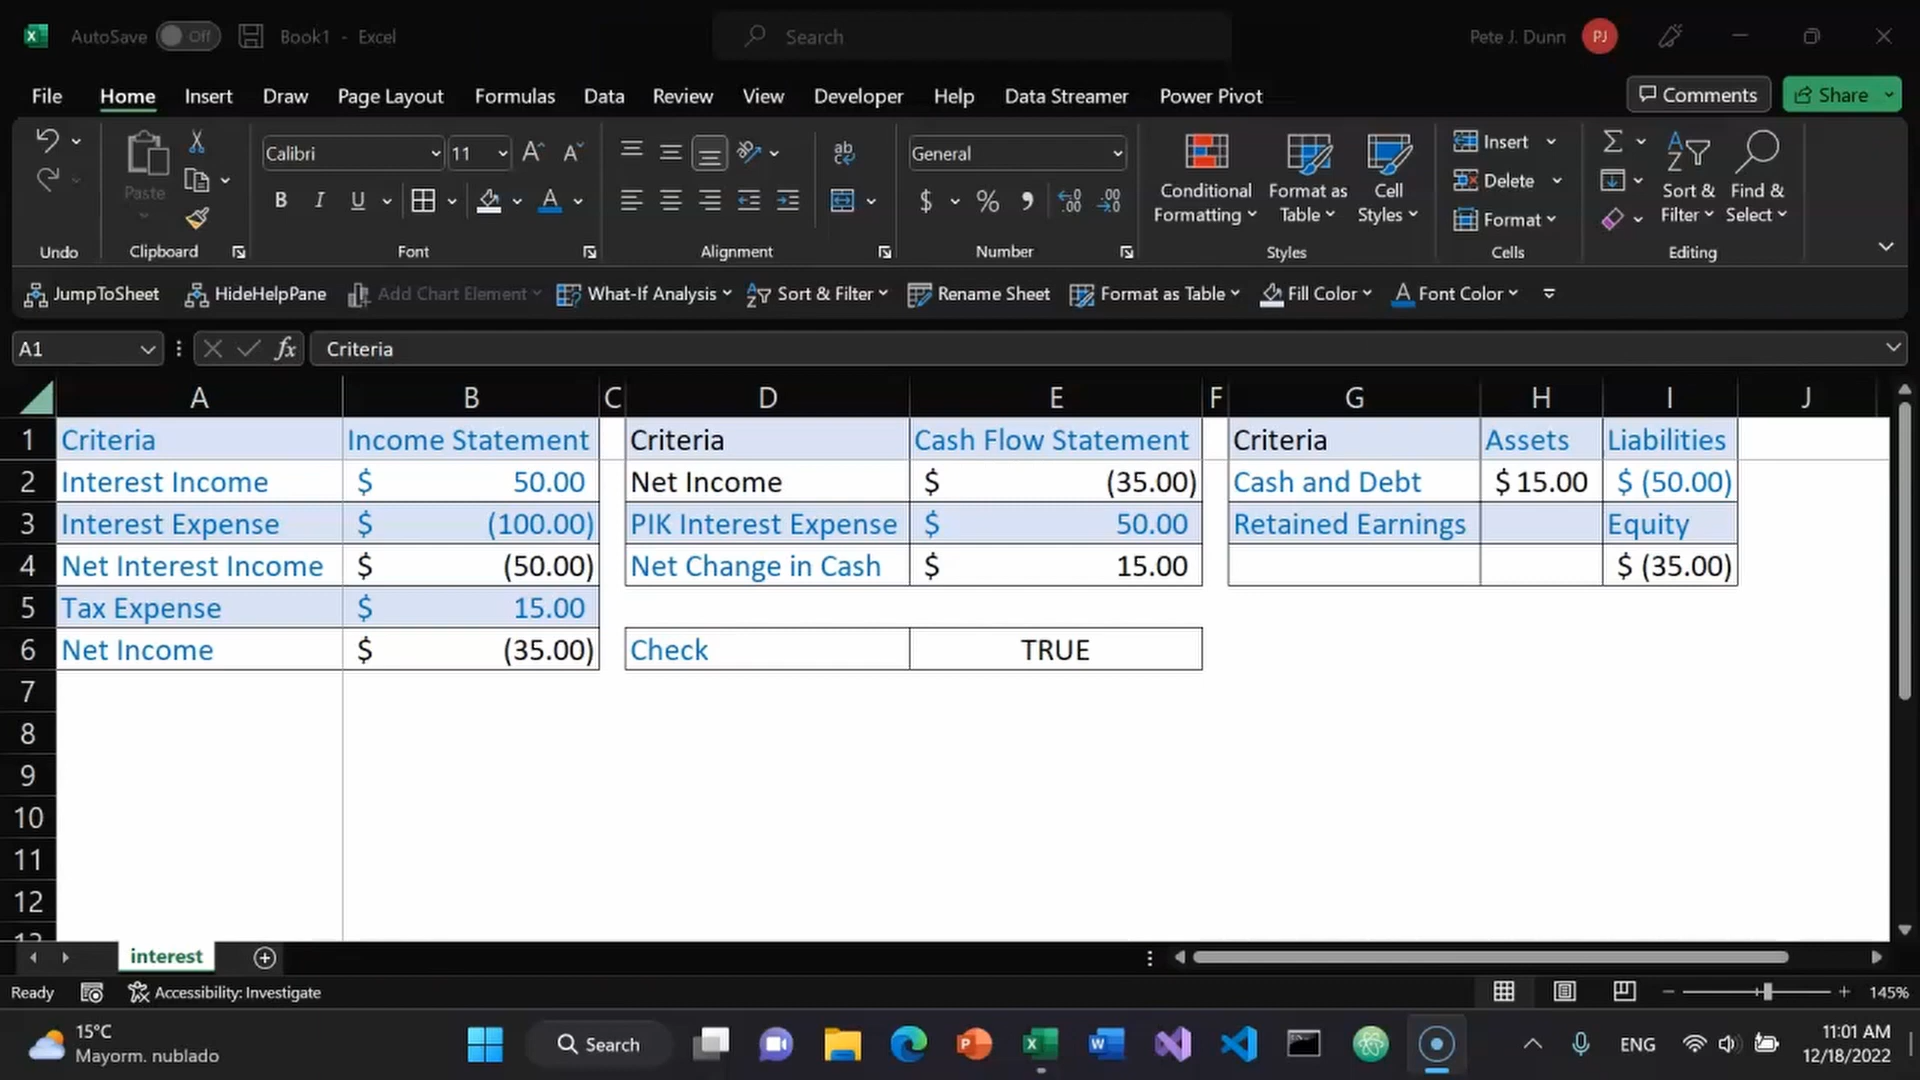 AutoSave Off Book1 - Excel Search Pete J. Dunn PJ
File Home Insert Draw Page Layout Formulas Data Review View Developer Help Data Streamer Power Pivot Comments Share
Paste Calibri 11 General Conditional Formatting Format as Table Cell Styles Insert Delete Format Sort & Filter Find & Select
Undo Clipboard Font Alignment Number Styles Cells Editing
JumpToSheet HideHelpPane Add Chart Element What-If Analysis Sort & Filter Rename Sheet Format as Table Fill Color Font Color
A1 fx Criteria
A B C D E F G H I J
1 Criteria Income Statement Criteria Cash Flow Statement Criteria Assets Liabilities
2 Interest Income $ 50.00 Net Income $ (35.00) Cash and Debt $ 15.00 $ (50.00)
3 Interest Expense $ (100.00) PIK Interest Expense $ 50.00 Retained Earnings Equity
4 Net Interest Income $ (50.00) Net Change in Cash $ 15.00 $ (35.00)
5 Tax Expense $ 15.00
6 Net Income $ (35.00) Check TRUE
7
8
9
10
11
12
13
interest
Ready Accessibility: Investigate 145%
15°C
Mayorm. nublado
Search ENG
11:01 AM
12/18/2022